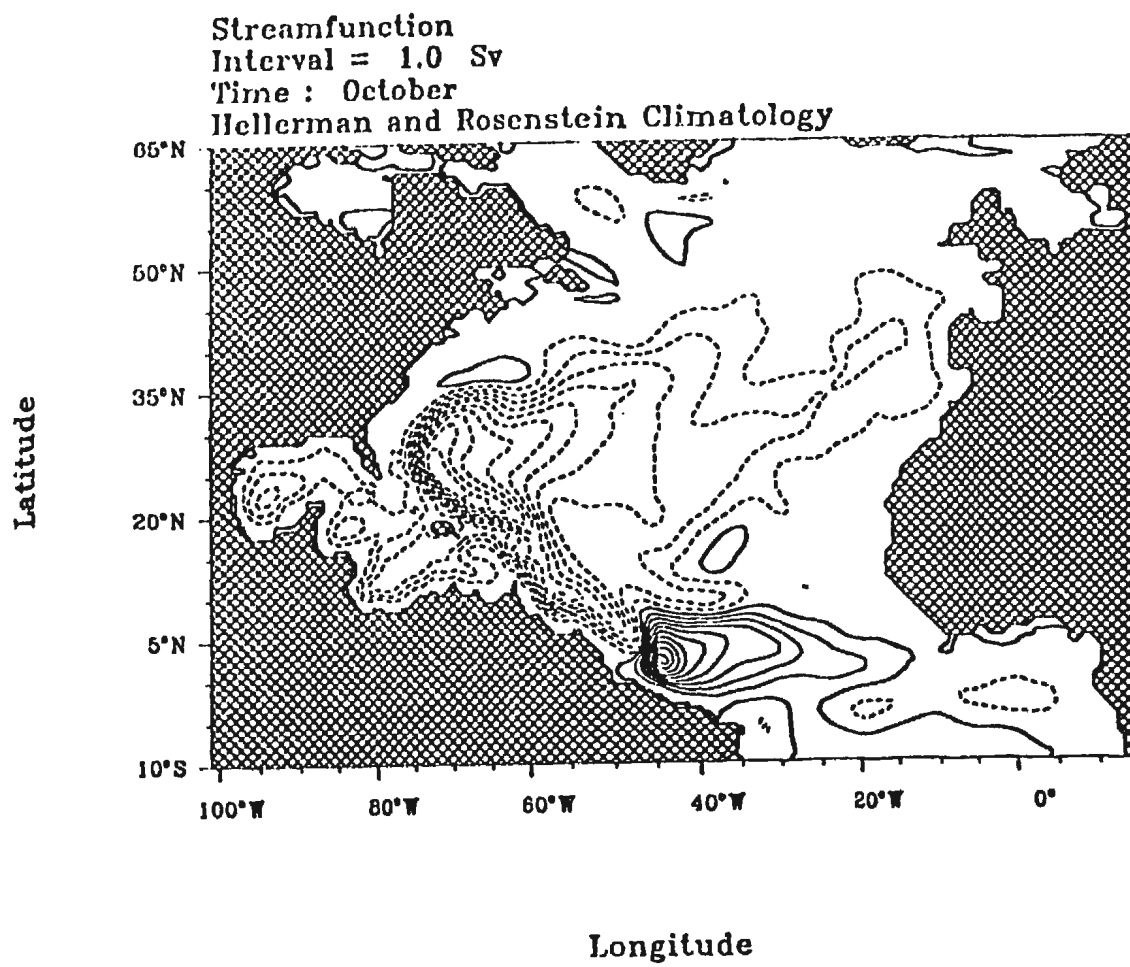 Streamfunction
Interval = 1.0 Sv
Time : October
Hellerman and Rosenstein Climatology
65°N
50°N
35°N
20°N
5°N
10°S
100°W 80°W 60°W 40°W 20°W 0°
Latitude
Longitude